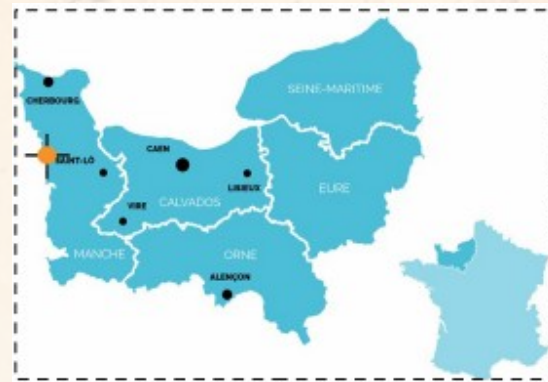 SEINE-MARITIME
CHERBOURG
CAEN
SAINT-LÔ
LISIEUX
EURE
CALVADOS
VIRE
MANCHE
ORNE
ALENÇON